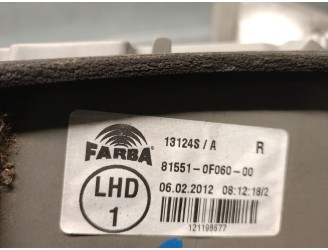 FARBA
13124S / A R
81551-0F060-00
LHD
1
06.02.2012 08:12:18/2
121198677